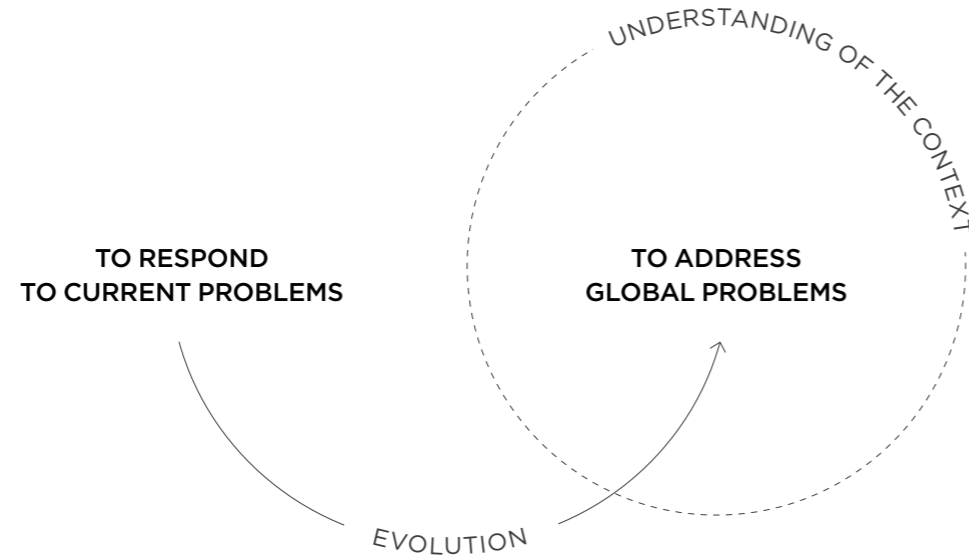 UNDERSTANDING OF THE CONTEXT
TO RESPOND
TO CURRENT PROBLEMS
TO ADDRESS
GLOBAL PROBLEMS
EVOLUTION